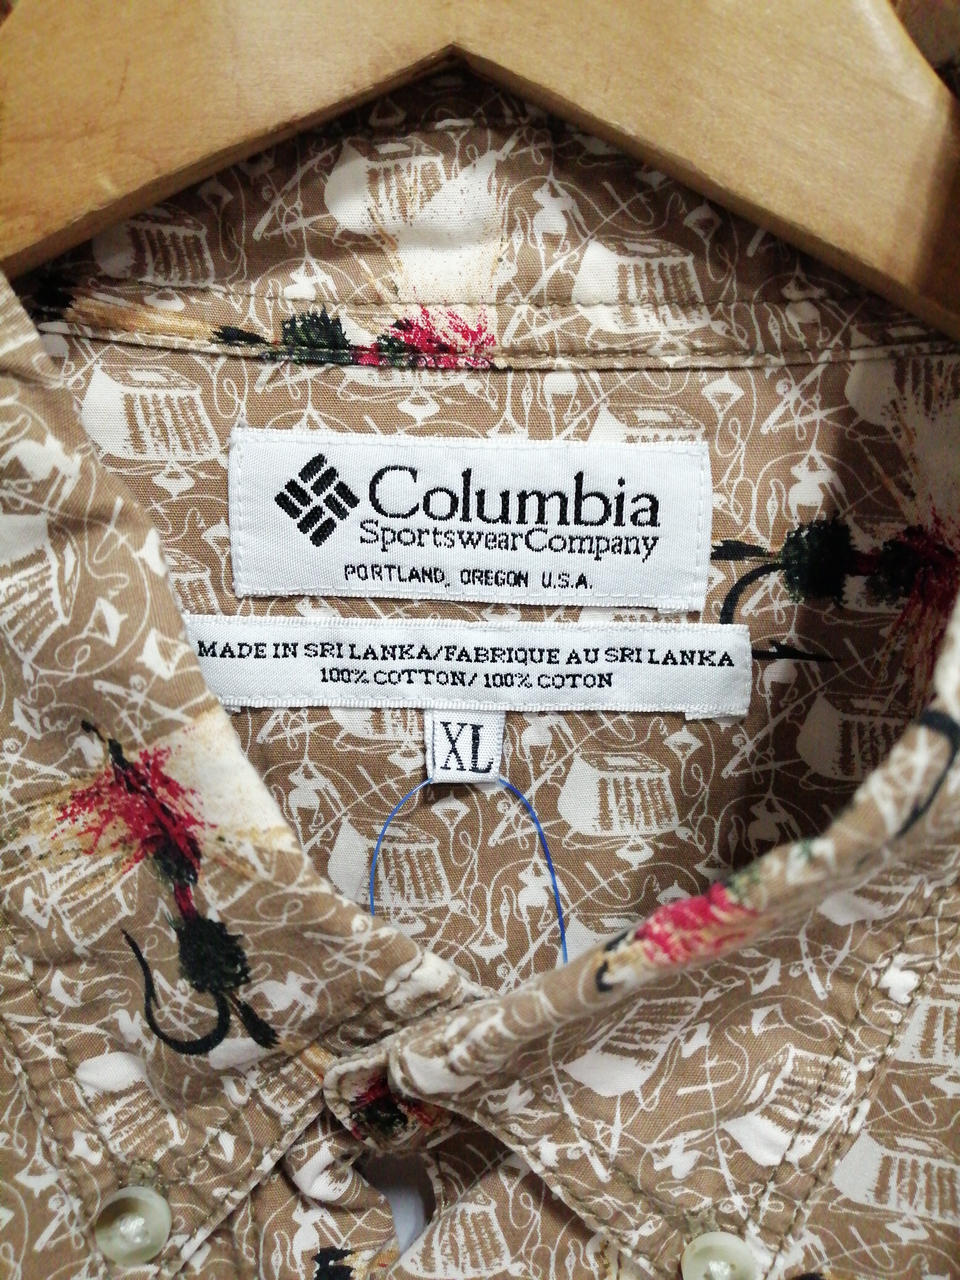 Columbia
SportswearCompany
PORTLAND, OREGON U.S.A.
MADE IN SRI LANKA/FABRIQUE AU SRI LANKA
100% COTTON/ 100% COTON
XL